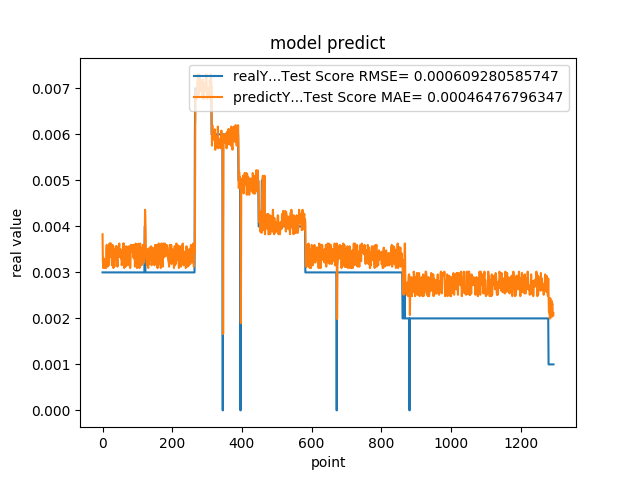 model predict
realY...Test Score RMSE= 0.000609280585747
predictY...Test Score MAE= 0.00046476796347
0.007
0.006
0.005
0.004
0.003
0.002
0.001
0.000
real value
0 200 400 600 800 1000 1200
point